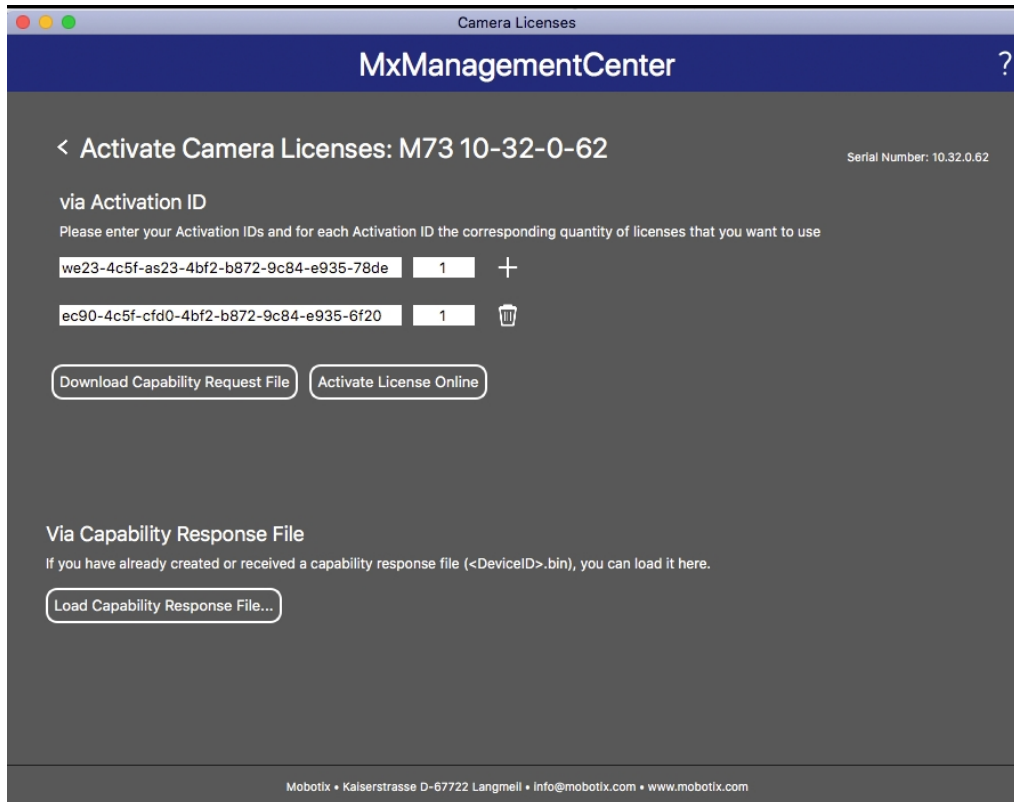 Camera Licenses
MxManagementCenter ?
< Activate Camera Licenses: M73 10-32-0-62
Serial Number: 10.32.0.62
via Activation ID
Please enter your Activation IDs and for each Activation ID the corresponding quantity of licenses that you want to use
we23-4c5f-as23-4bf2-b872-9c84-e935-78de 1 +
ec90-4c5f-cfd0-4bf2-b872-9c84-e935-6f20 1
Download Capability Request File Activate License Online
Via Capability Response File
If you have already created or received a capability response file (<DeviceID>.bin), you can load it here.
Load Capability Response File...
Mobotix • Kaiserstrasse D-67722 Langmeil • info@mobotix.com • www.mobotix.com